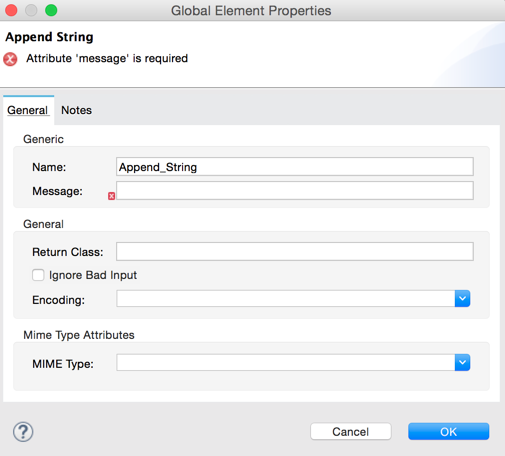 Global Element Properties
Append String
Attribute 'message' is required
General Notes
Generic
Name: Append_String
Message:
General
Return Class:
Ignore Bad Input
Encoding:
Mime Type Attributes
MIME Type:
? Cancel OK